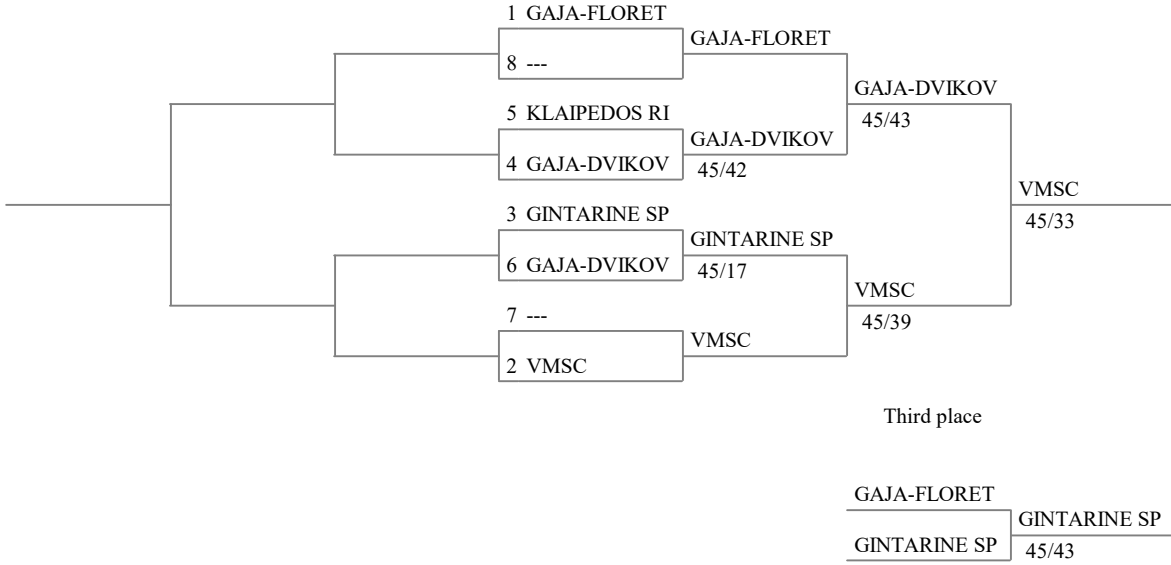 1 GAJA-FLORET
GAJA-FLORET
8 ---
GAJA-DVIKOV
45/43
5 KLAIPEDOS RI
GAJA-DVIKOV
4 GAJA-DVIKOV
45/42
VMSC
45/33
3 GINTARINE SP
GINTARINE SP
6 GAJA-DVIKOV
45/17
VMSC
45/39
7 ---
VMSC
2 VMSC
Third place
GAJA-FLORET
GINTARINE SP
GINTARINE SP
45/43